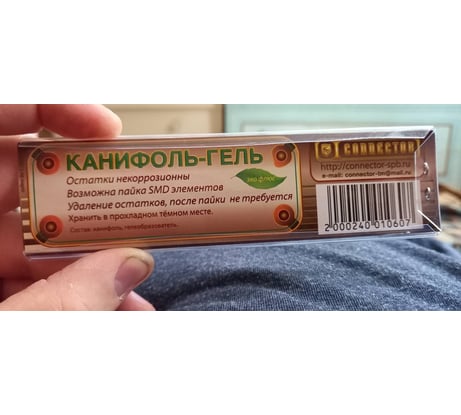 КАНИФОЛЬ-ГЕЛЬ
Остатки некоррозионны
Возможна пайка SMD элементов
Удаление остатков, после пайки не требуется
Хранить в прохладном тёмном месте.
Состав: канифоль, гелеобразователь.
CONNECTOR
http://connector-spb.ru
e-mail: connector-tm@mail.ru
2 000240 010607